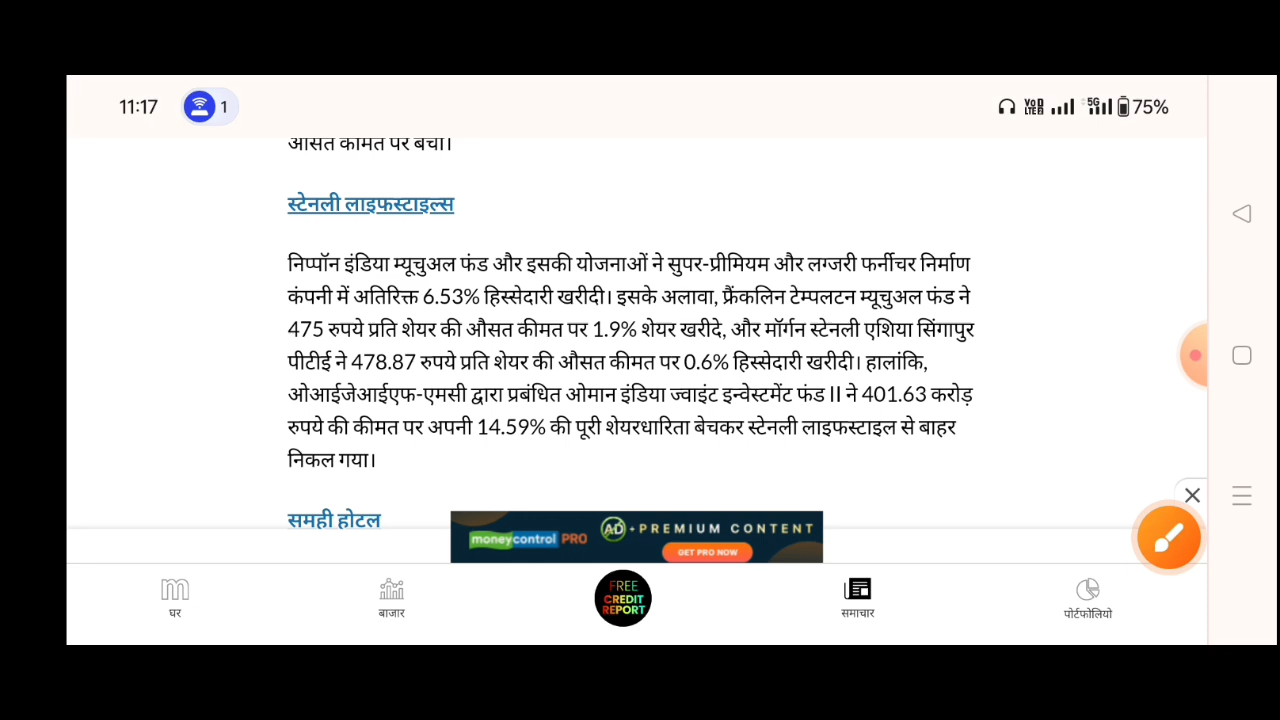 11:17
1
VoD
LTE2
5G
75%
औसत कीमत पर बेचा।
स्टेनली लाइफस्टाइल्स
निप्पॉन इंडिया म्यूचुअल फंड और इसकी योजनाओं ने सुपर-प्रीमियम और लग्जरी फर्नीचर निर्माण
कंपनी में अतिरिक्त 6.53% हिस्सेदारी खरीदी। इसके अलावा, फ्रैंकलिन टेम्पलटन म्यूचुअल फंड ने
475 रुपये प्रति शेयर की औसत कीमत पर 1.9% शेयर खरीदे, और मॉर्गन स्टेनली एशिया सिंगापुर
पीटीई ने 478.87 रुपये प्रति शेयर की औसत कीमत पर 0.6% हिस्सेदारी खरीदी। हालांकि,
ओआईजेआईएफ-एमसी द्वारा प्रबंधित ओमान इंडिया ज्वाइंट इन्वेस्टमेंट फंड II ने 401.63 करोड़
रुपये की कीमत पर अपनी 14.59% की पूरी शेयरधारिता बेचकर स्टेनली लाइफस्टाइल से बाहर
निकल गया।
समही होटल
moneycontrol PRO
AD + PREMIUM CONTENT
GET PRO NOW
घर
बाजार
FREE
CREDIT
REPORT
समाचार
पोर्टफोलियो